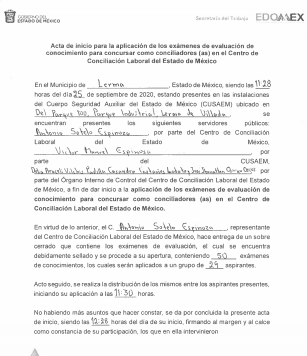 GOBIERNO DEL
ESTADO DE MÉXICO
Secretaría del Trabajo EDOMEX
Acta de inicio para la aplicación de los exámenes de evaluación de
conocimiento para concursar como conciliadores (as) en el Centro de
Conciliación Laboral del Estado de México
En el Municipio de Lerma, Estado de México, siendo las 11:28
horas del día 25 de septiembre de 2020, estando presentes en las instalaciones
del Cuerpo Seguridad Auxiliar del Estado de México (CUSAEM) ubicado en
Del Parque 100 Parque Industrial, Lerma de Villada, se
encuentran presentes los siguientes servidores públicos:
Antonio Sotelo Espinoza, por parte del Centro de Conciliación
Laboral del Estado de México,
Victor Manuel Espinoza, por
parte del CUSAEM,
por parte del Órgano Interno de Control del Centro de Conciliación Laboral del Estado
de México, a fin de dar inicio a la aplicación de los exámenes de evaluación de
conocimiento para concursar como conciliadores (as) en el Centro de
Conciliación Laboral del Estado de México.
En virtud de lo anterior, el C. Antonio Sotelo Espinoza, representante
del Centro de Conciliación Laboral del Estado de México, hace entrega de un sobre
cerrado que contiene los exámenes de evaluación, el cual se encuentra
debidamente sellado y se procede a su apertura, conteniendo 50 exámenes
de conocimientos, los cuales serán aplicados a un grupo de 29 aspirantes.
Acto seguido, se realiza la distribución de los mismos entre los aspirantes presentes,
iniciando su aplicación a las 11:30 horas.
No habiendo más asuntos que hacer constar, se da por concluida la presente acta
de inicio, siendo las 12:28 horas del día de su inicio, firmando al margen y al calce
como constancia de su participación, los que en ella intervinieron